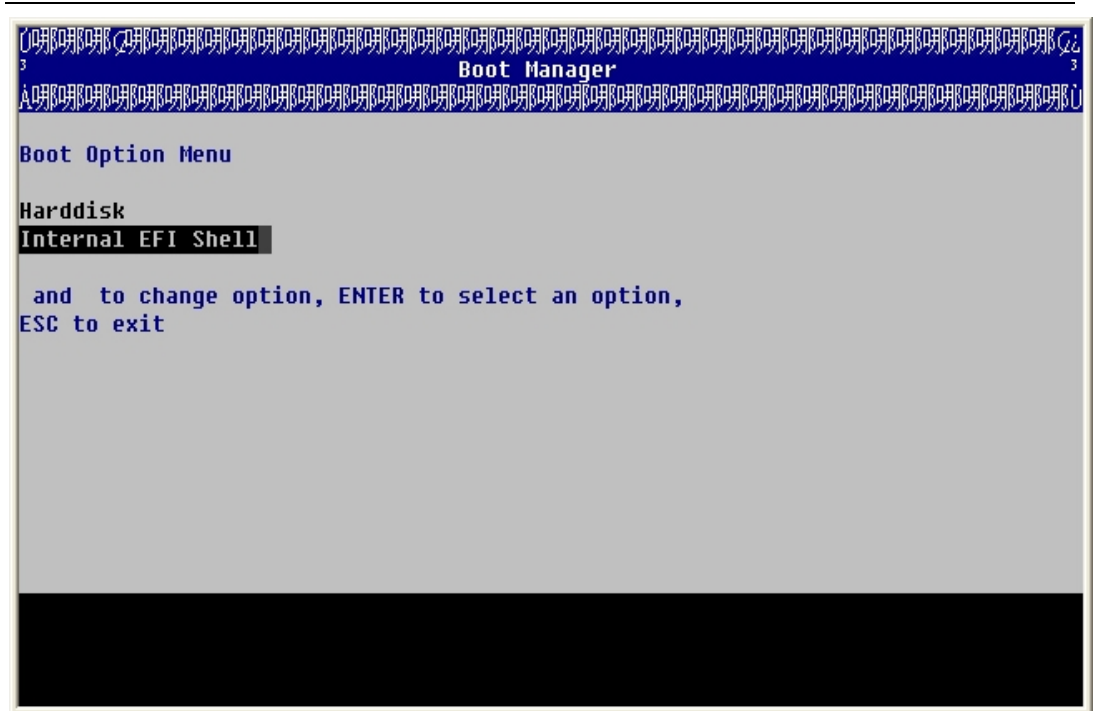 Boot Manager
Boot Option Menu
Harddisk
Internal EFI Shell
and to change option, ENTER to select an option,
ESC to exit